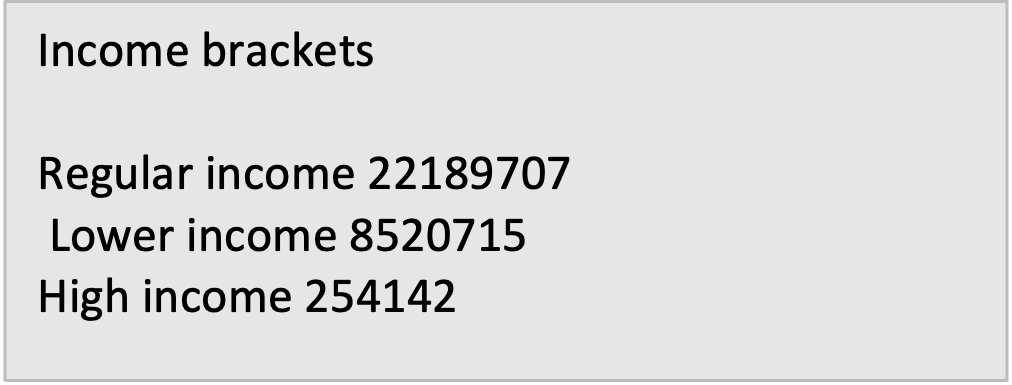 Income brackets
Regular income 22189707
Lower income 8520715
High income 254142